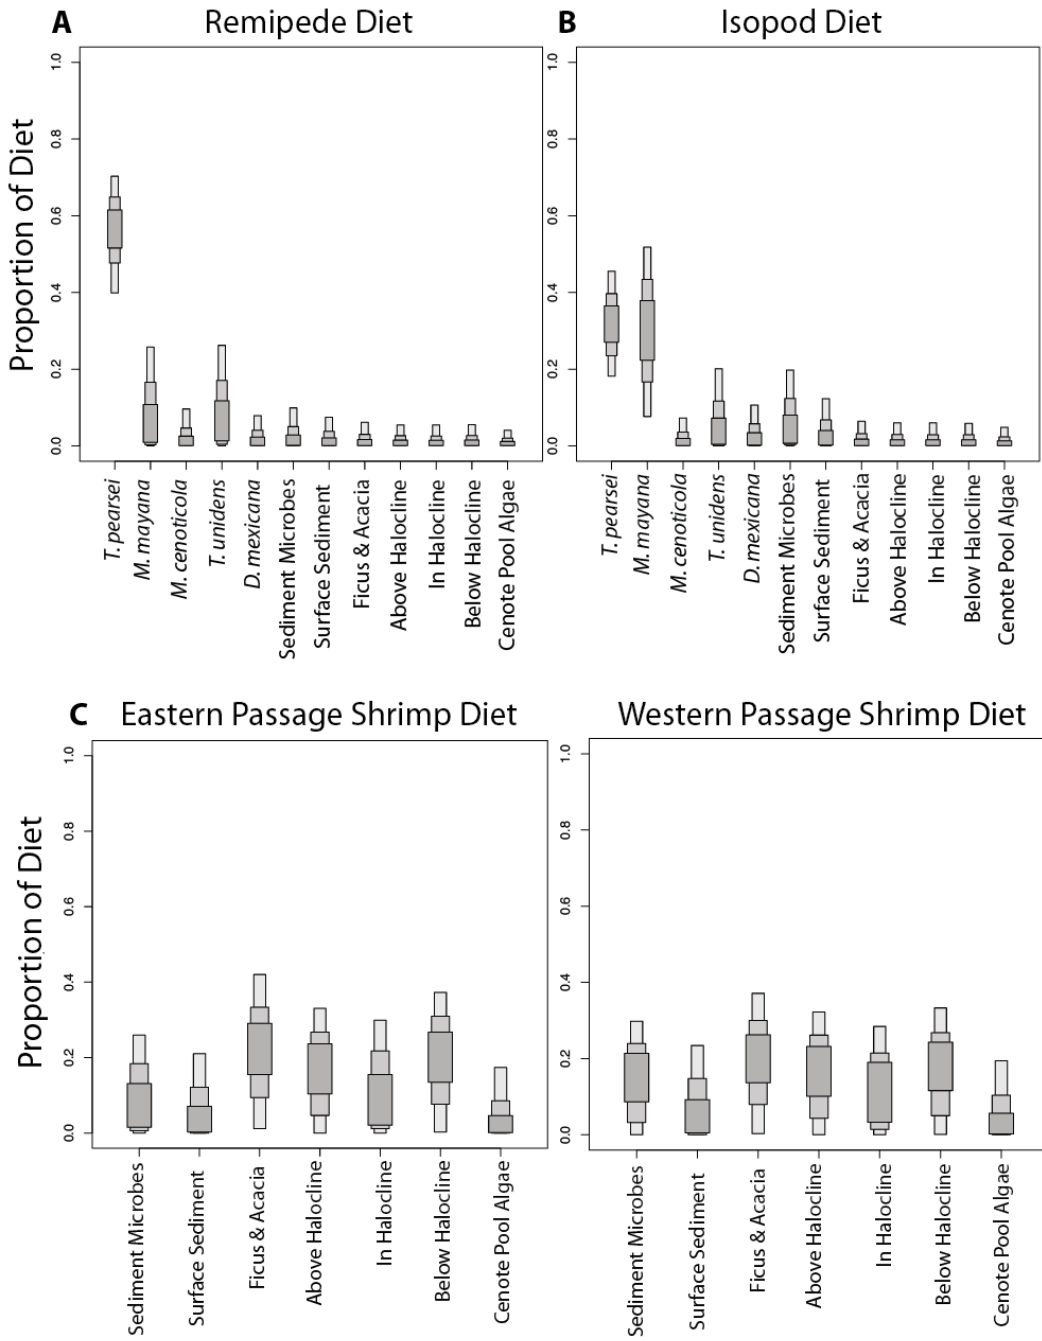 A Remipede Diet
B Isopod Diet
Proportion of Diet
1.0
0.8
0.6
0.4
0.2
0.0
T. pearsei
M. mayana
M. cenoticola
T. unidens
D. mexicana
Sediment Microbes
Surface Sediment
Ficus & Acacia
Above Halocline
In Halocline
Below Halocline
Cenote Pool Algae
1.0
0.8
0.6
0.4
0.2
0.0
T. pearsei
M. mayana
M. cenoticola
T. unidens
D. mexicana
Sediment Microbes
Surface Sediment
Ficus & Acacia
Above Halocline
In Halocline
Below Halocline
Cenote Pool Algae
C Eastern Passage Shrimp Diet
Western Passage Shrimp Diet
Proportion of Diet
1.0
0.8
0.6
0.4
0.2
0.0
Sediment Microbes
Surface Sediment
Ficus & Acacia
Above Halocline
In Halocline
Below Halocline
Cenote Pool Algae
1.0
0.8
0.6
0.4
0.2
0.0
Sediment Microbes
Surface Sediment
Ficus & Acacia
Above Halocline
In Halocline
Below Halocline
Cenote Pool Algae